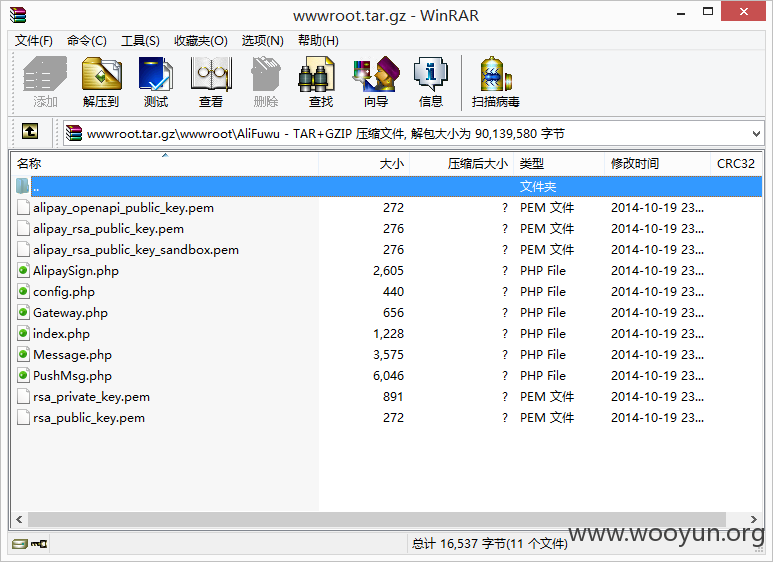 wwwroot.tar.gz - WinRAR
文件(F) 命令(C) 工具(S) 收藏夹(O) 选项(N) 帮助(H)
添加 解压到 测试 查看 删除 查找 向导 信息 扫描病毒
wwwroot.tar.gz\wwwroot\AliFuwu - TAR+GZIP 压缩文件, 解包大小为 90,139,580 字节
名称 大小 压缩后大小 类型 修改时间 CRC32
.. 文件夹
alipay_openapi_public_key.pem 272 ? PEM 文件 2014-10-19 23...
alipay_rsa_public_key.pem 276 ? PEM 文件 2014-10-19 23...
alipay_rsa_public_key_sandbox.pem 276 ? PEM 文件 2014-10-19 23...
AlipaySign.php 2,605 ? PHP File 2014-10-19 23...
config.php 440 ? PHP File 2014-10-19 23...
Gateway.php 656 ? PHP File 2014-10-19 23...
index.php 1,228 ? PHP File 2014-10-19 23...
Message.php 3,575 ? PHP File 2014-10-19 23...
PushMsg.php 6,046 ? PHP File 2014-10-19 23...
rsa_private_key.pem 891 ? PEM 文件 2014-10-19 23...
rsa_public_key.pem 272 ? PEM 文件 2014-10-19 23...
总计 16,537 字节(11 个文件)
www.wooyun.org